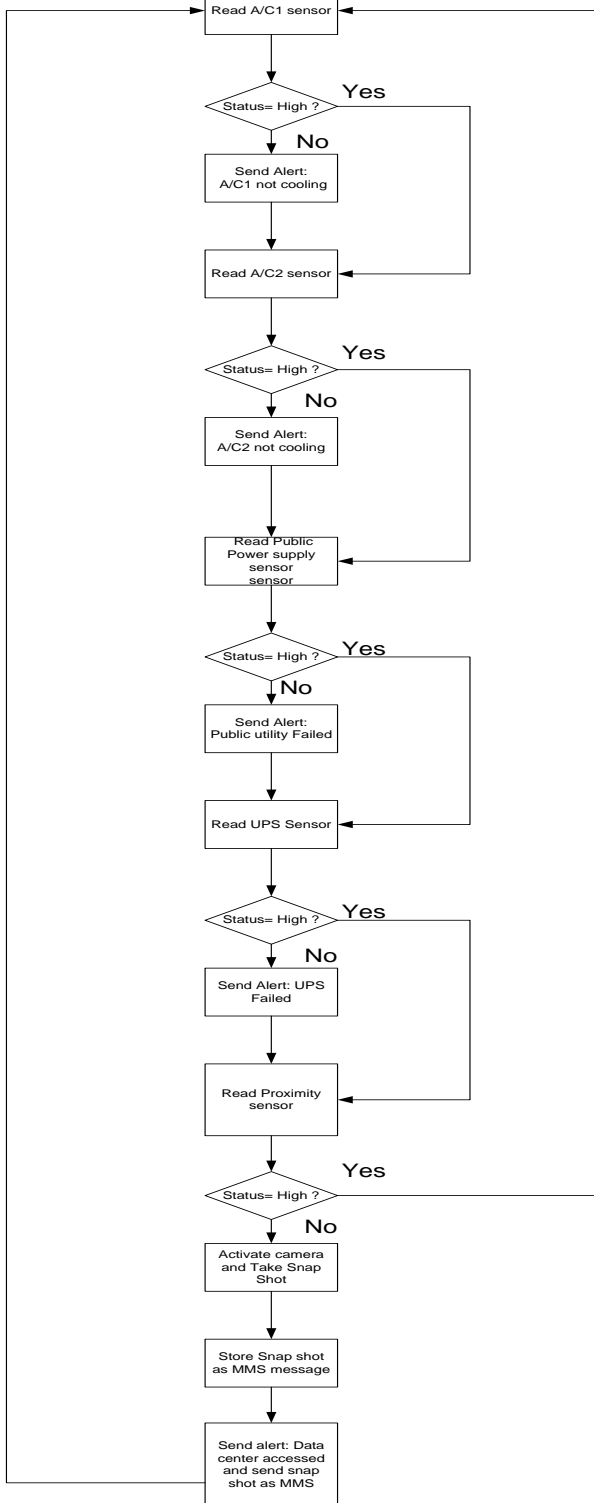 Read A/C1 sensor
Status= High ?
Yes
No
Send Alert:
A/C1 not cooling
Read A/C2 sensor
Status= High ?
Yes
No
Send Alert:
A/C2 not cooling
Read Public
Power supply
sensor
sensor
Status= High ?
Yes
No
Send Alert:
Public utility Failed
Read UPS Sensor
Status= High ?
Yes
No
Send Alert: UPS
Failed
Read Proximity
sensor
Status= High ?
Yes
No
Activate camera
and Take Snap
Shot
Store Snap shot
as MMS message
Send alert: Data
center accessed
and send snap
shot as MMS